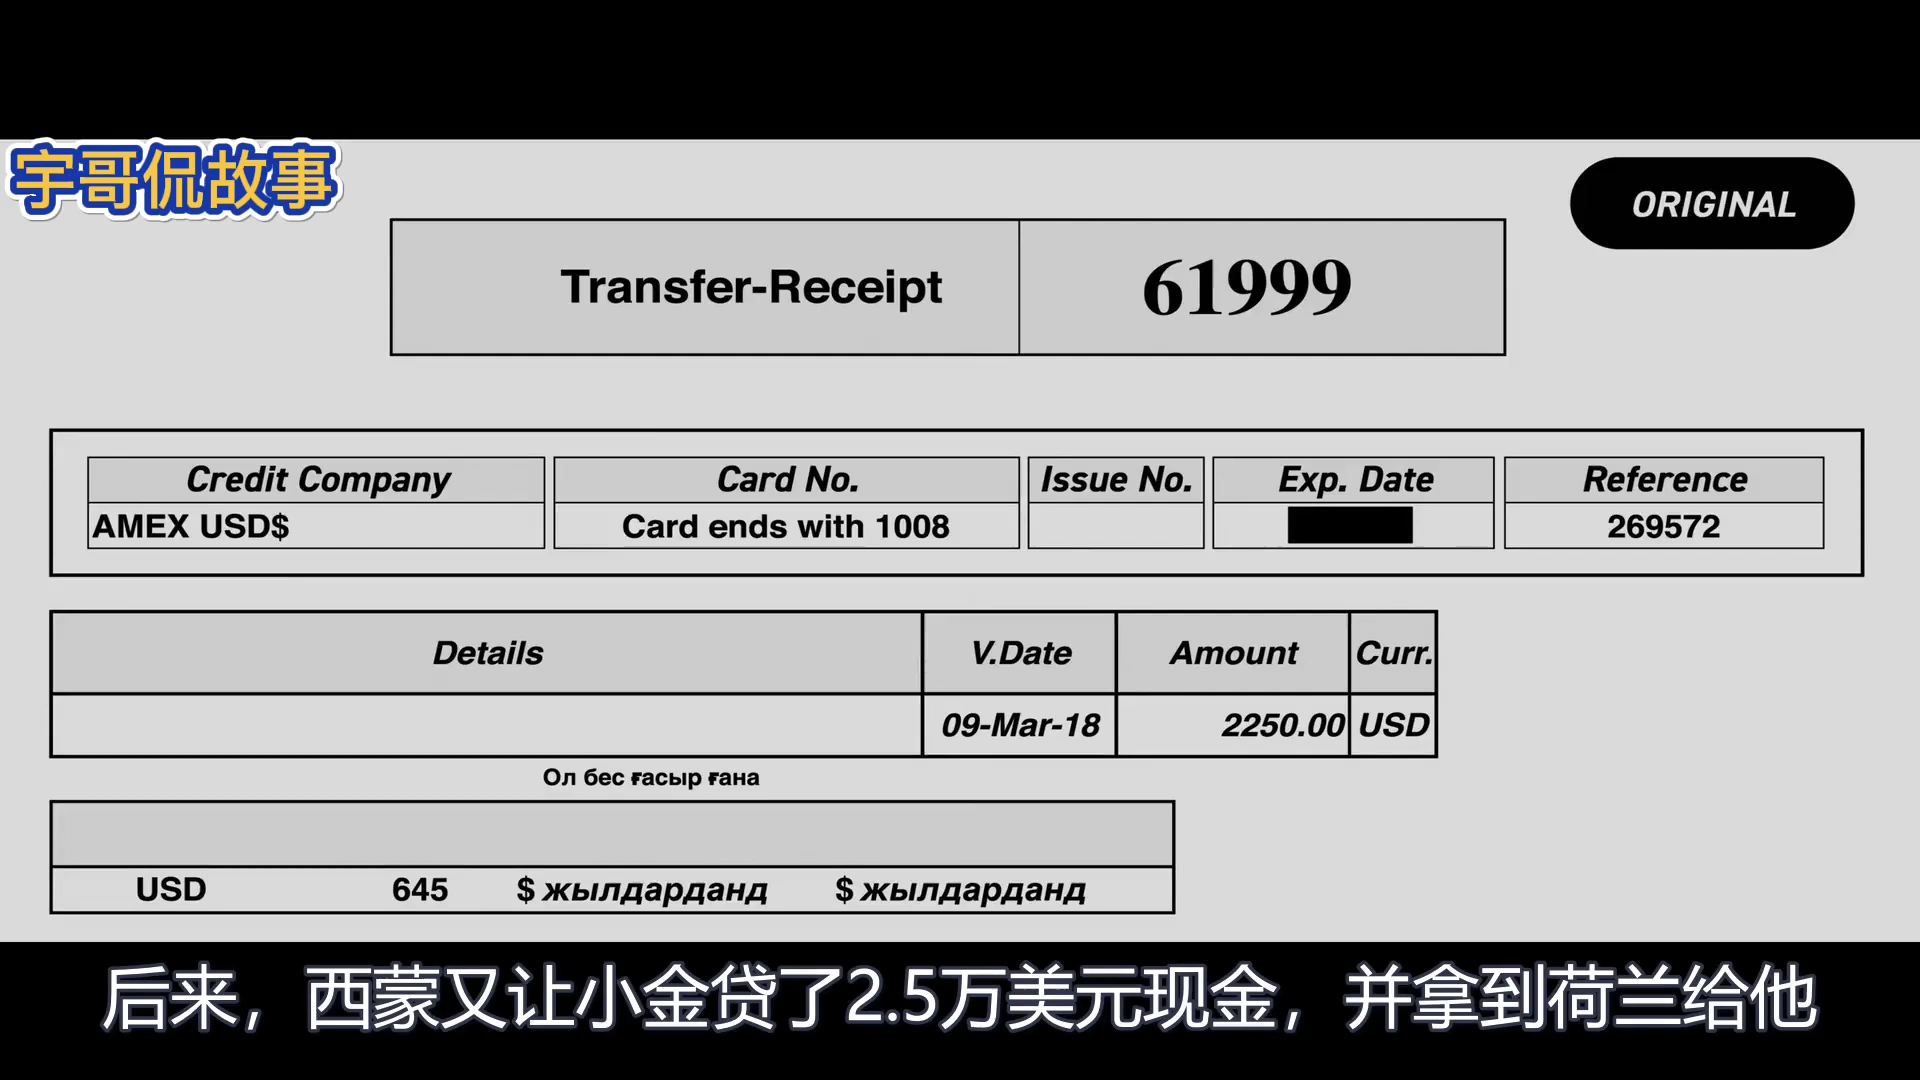 宇哥侃故事
ORIGINAL
Transfer-Receipt 61999
Credit Company Card No. Issue No. Exp. Date Reference
AMEX USD$ Card ends with 1008 269572
Details V.Date Amount Curr.
09-Mar-18 2250.00 USD
Ол бес ғасыр ғана
USD 645 $ жылдарданд $ жылдарданд
后来，西蒙又让小金贷了2.5万美元现金，并拿到荷兰给他